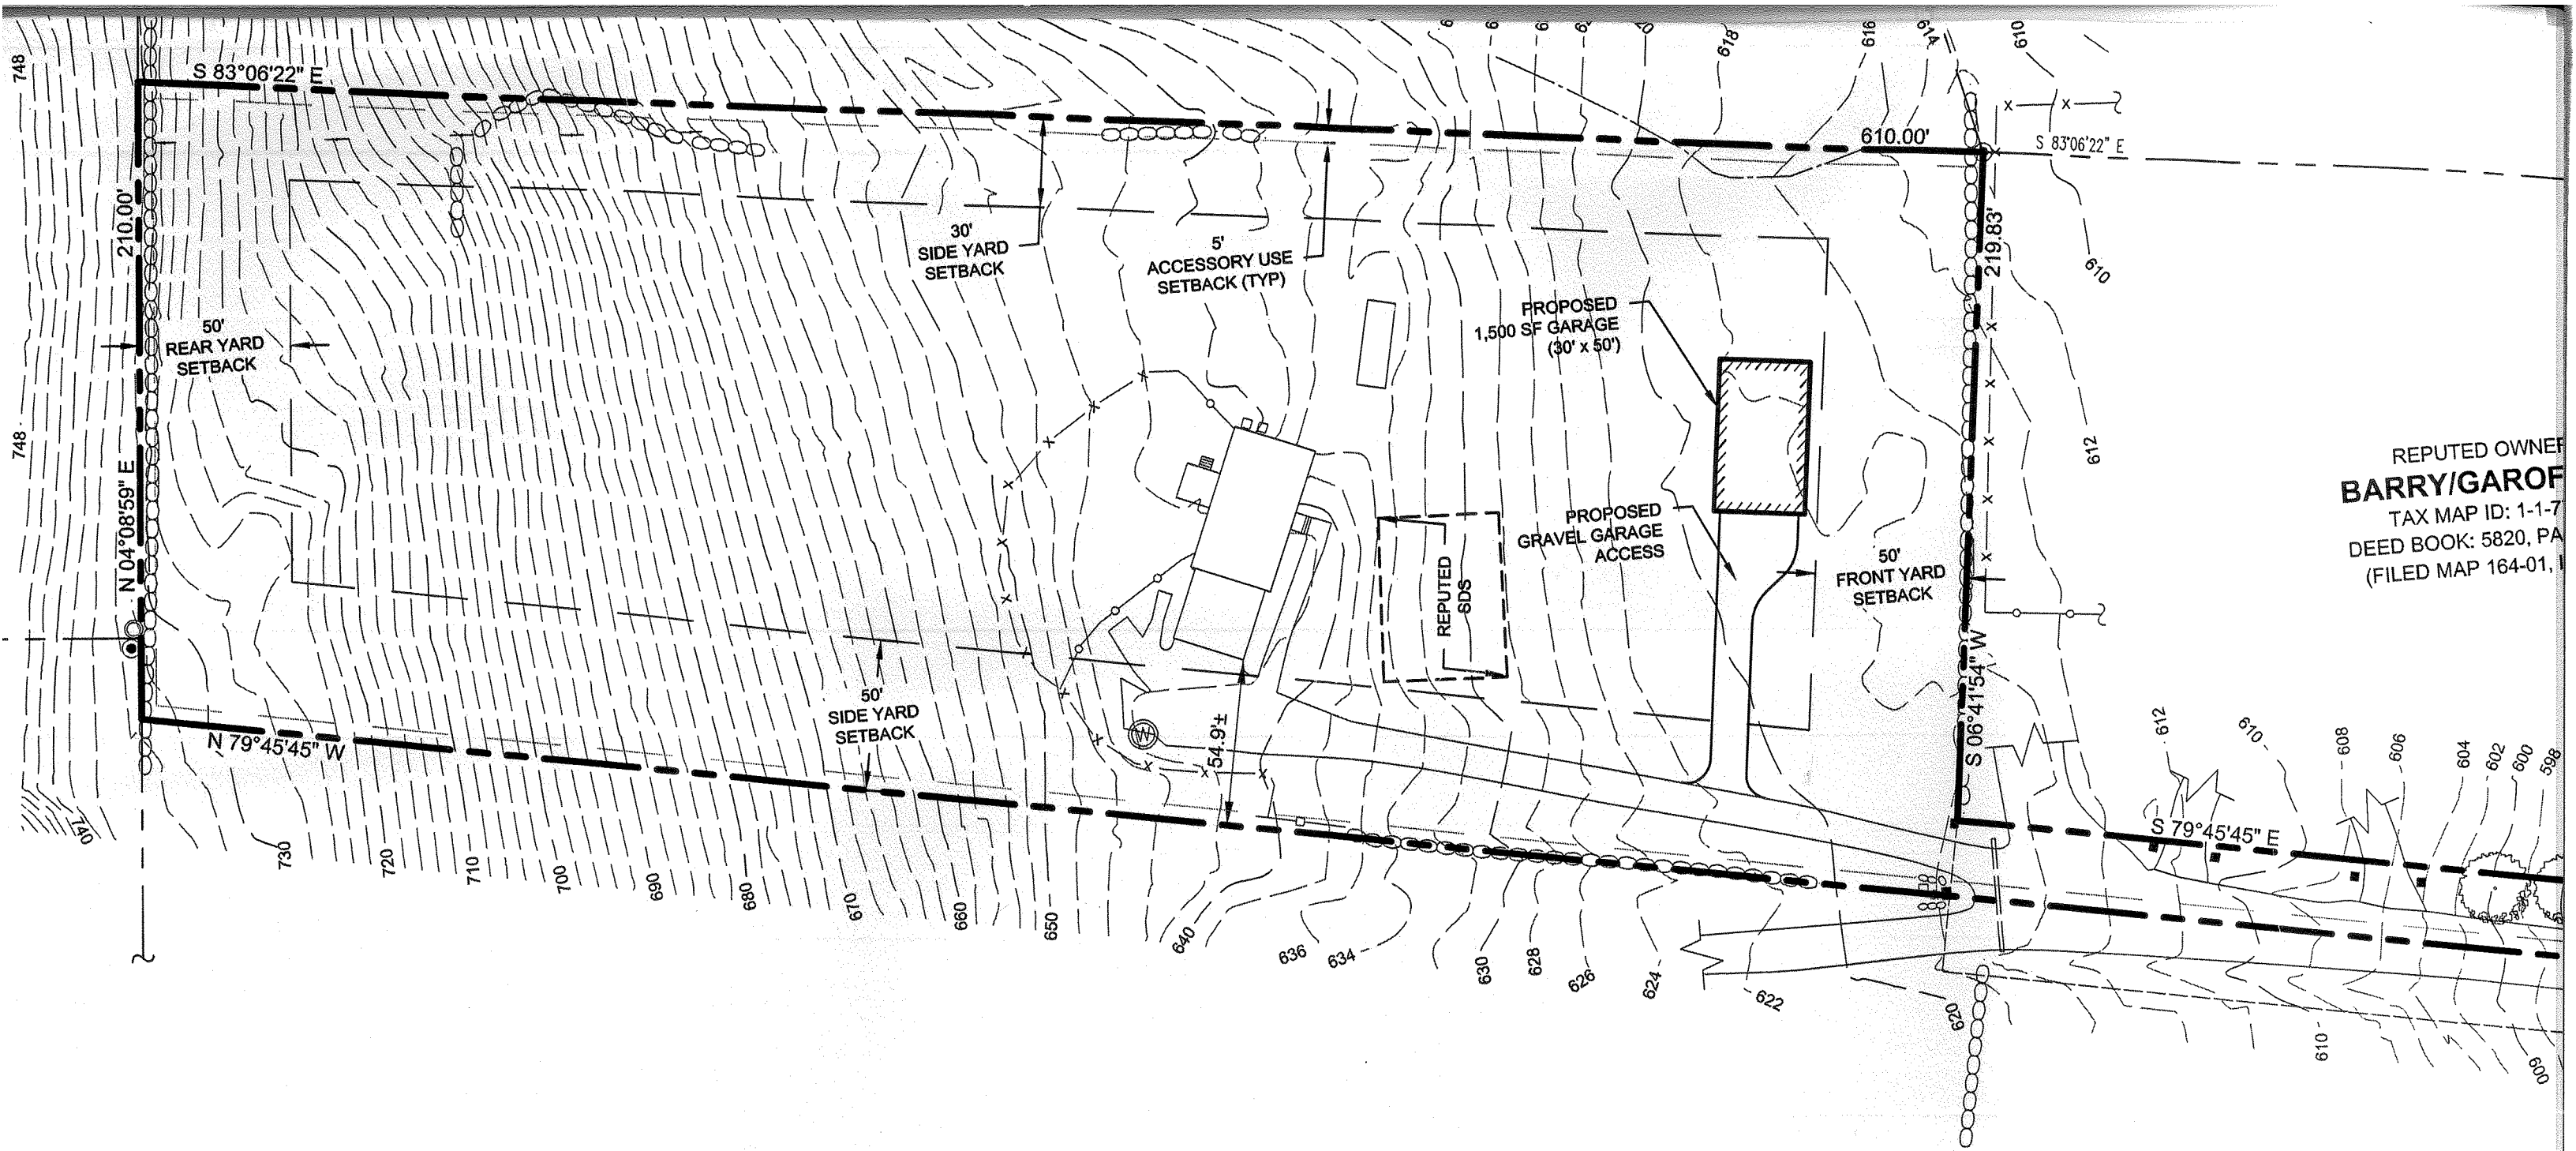 748
S 83°06'22" E
618
616
614
610
610.00'
S 83°06'22" E
210.00'
219.83'
30'
SIDE YARD
SETBACK
5'
ACCESSORY USE
SETBACK (TYP)
610
50'
REAR YARD
SETBACK
PROPOSED
1,500 SF GARAGE
(30' x 50')
748
612
N 04°08'59" E
REPUTED OWNER
BARRY/GAROF
TAX MAP ID: 1-1-7
DEED BOOK: 5820, PA
(FILED MAP 164-01,
PROPOSED
GRAVEL GARAGE
ACCESS
REPUTED
SDS
50'
FRONT YARD
SETBACK
S 06°41'54" W
50'
SIDE YARD
SETBACK
54.9'±
W
N 79°45'45" W
S 79°45'45" E
612
610
608
606
604
602
600
598
740
730
720
710
700
690
680
670
660
650
640
636
634
630
628
626
624
622
620
610
600